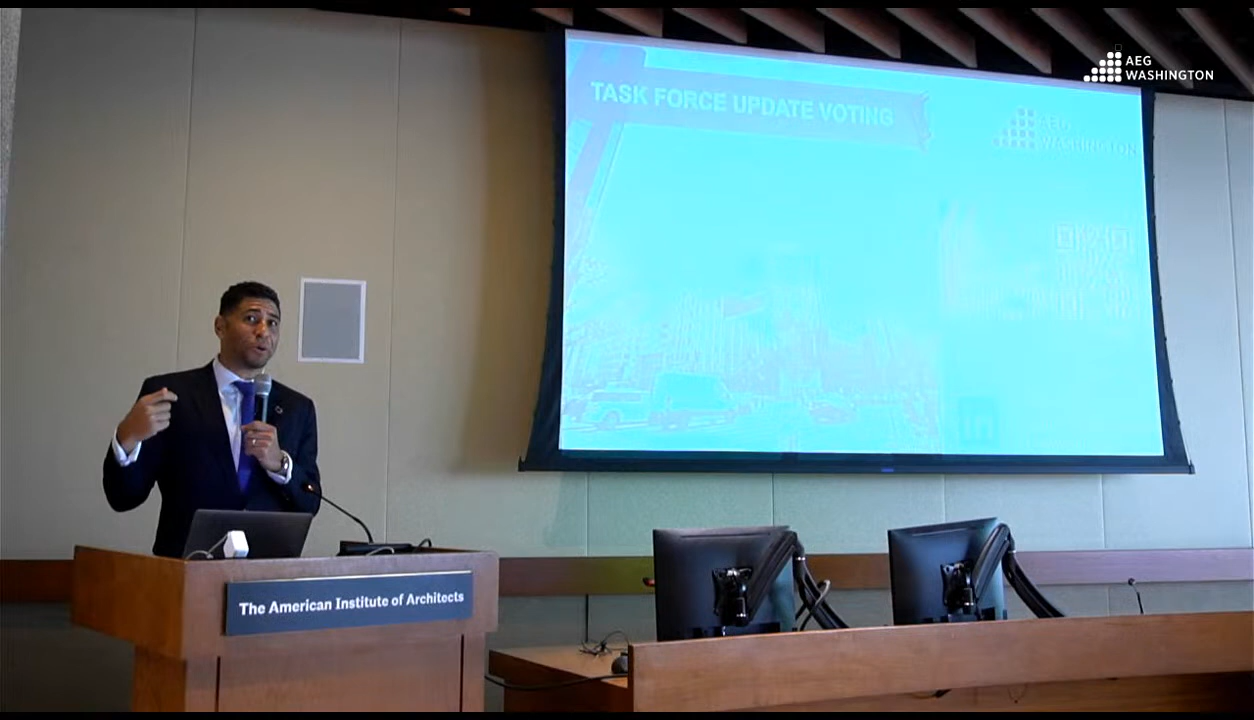 AEG
WASHINGTON
TASK FORCE UPDATE VOTING
AEG
WASHINGTON
The American Institute of Architects